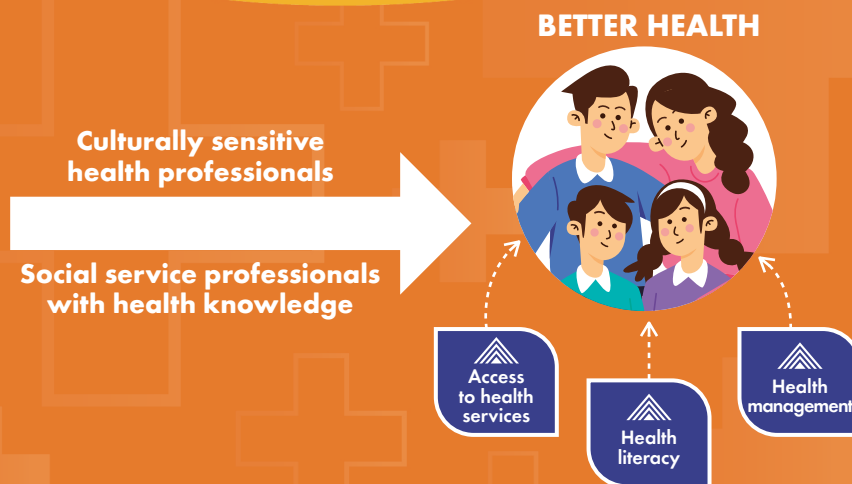 BETTER HEALTH
Culturally sensitive
health professionals
Social service professionals
with health knowledge
Access
to health
services
Health
literacy
Health
management